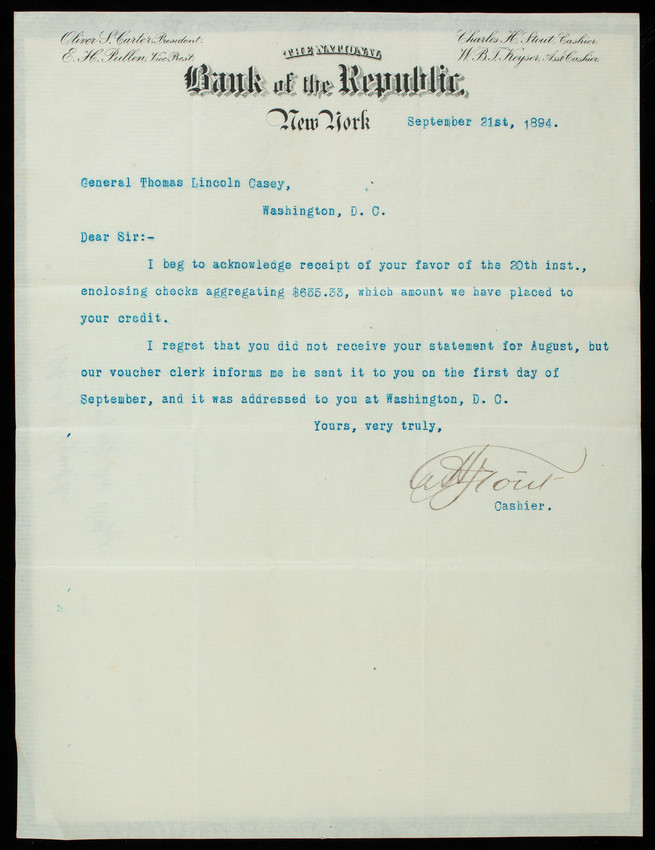 Oliver S. Carter, President.
E. H. Pullen, Vice Prest.
Charles H. Stout, Cashier.
W. B. T. Keyser, Asst Cashier.
THE NATIONAL
Bank of the Republic,
New York
September 21st, 1894.
General Thomas Lincoln Casey,
Washington, D. C.
Dear Sir:-
I beg to acknowledge receipt of your favor of the 20th inst.,
enclosing checks aggregating $635.33, which amount we have placed to
your credit.
I regret that you did not receive your statement for August, but
our voucher clerk informs me he sent it to you on the first day of
September, and it was addressed to you at Washington, D. C.
Yours, very truly,
C H Stout
Cashier.